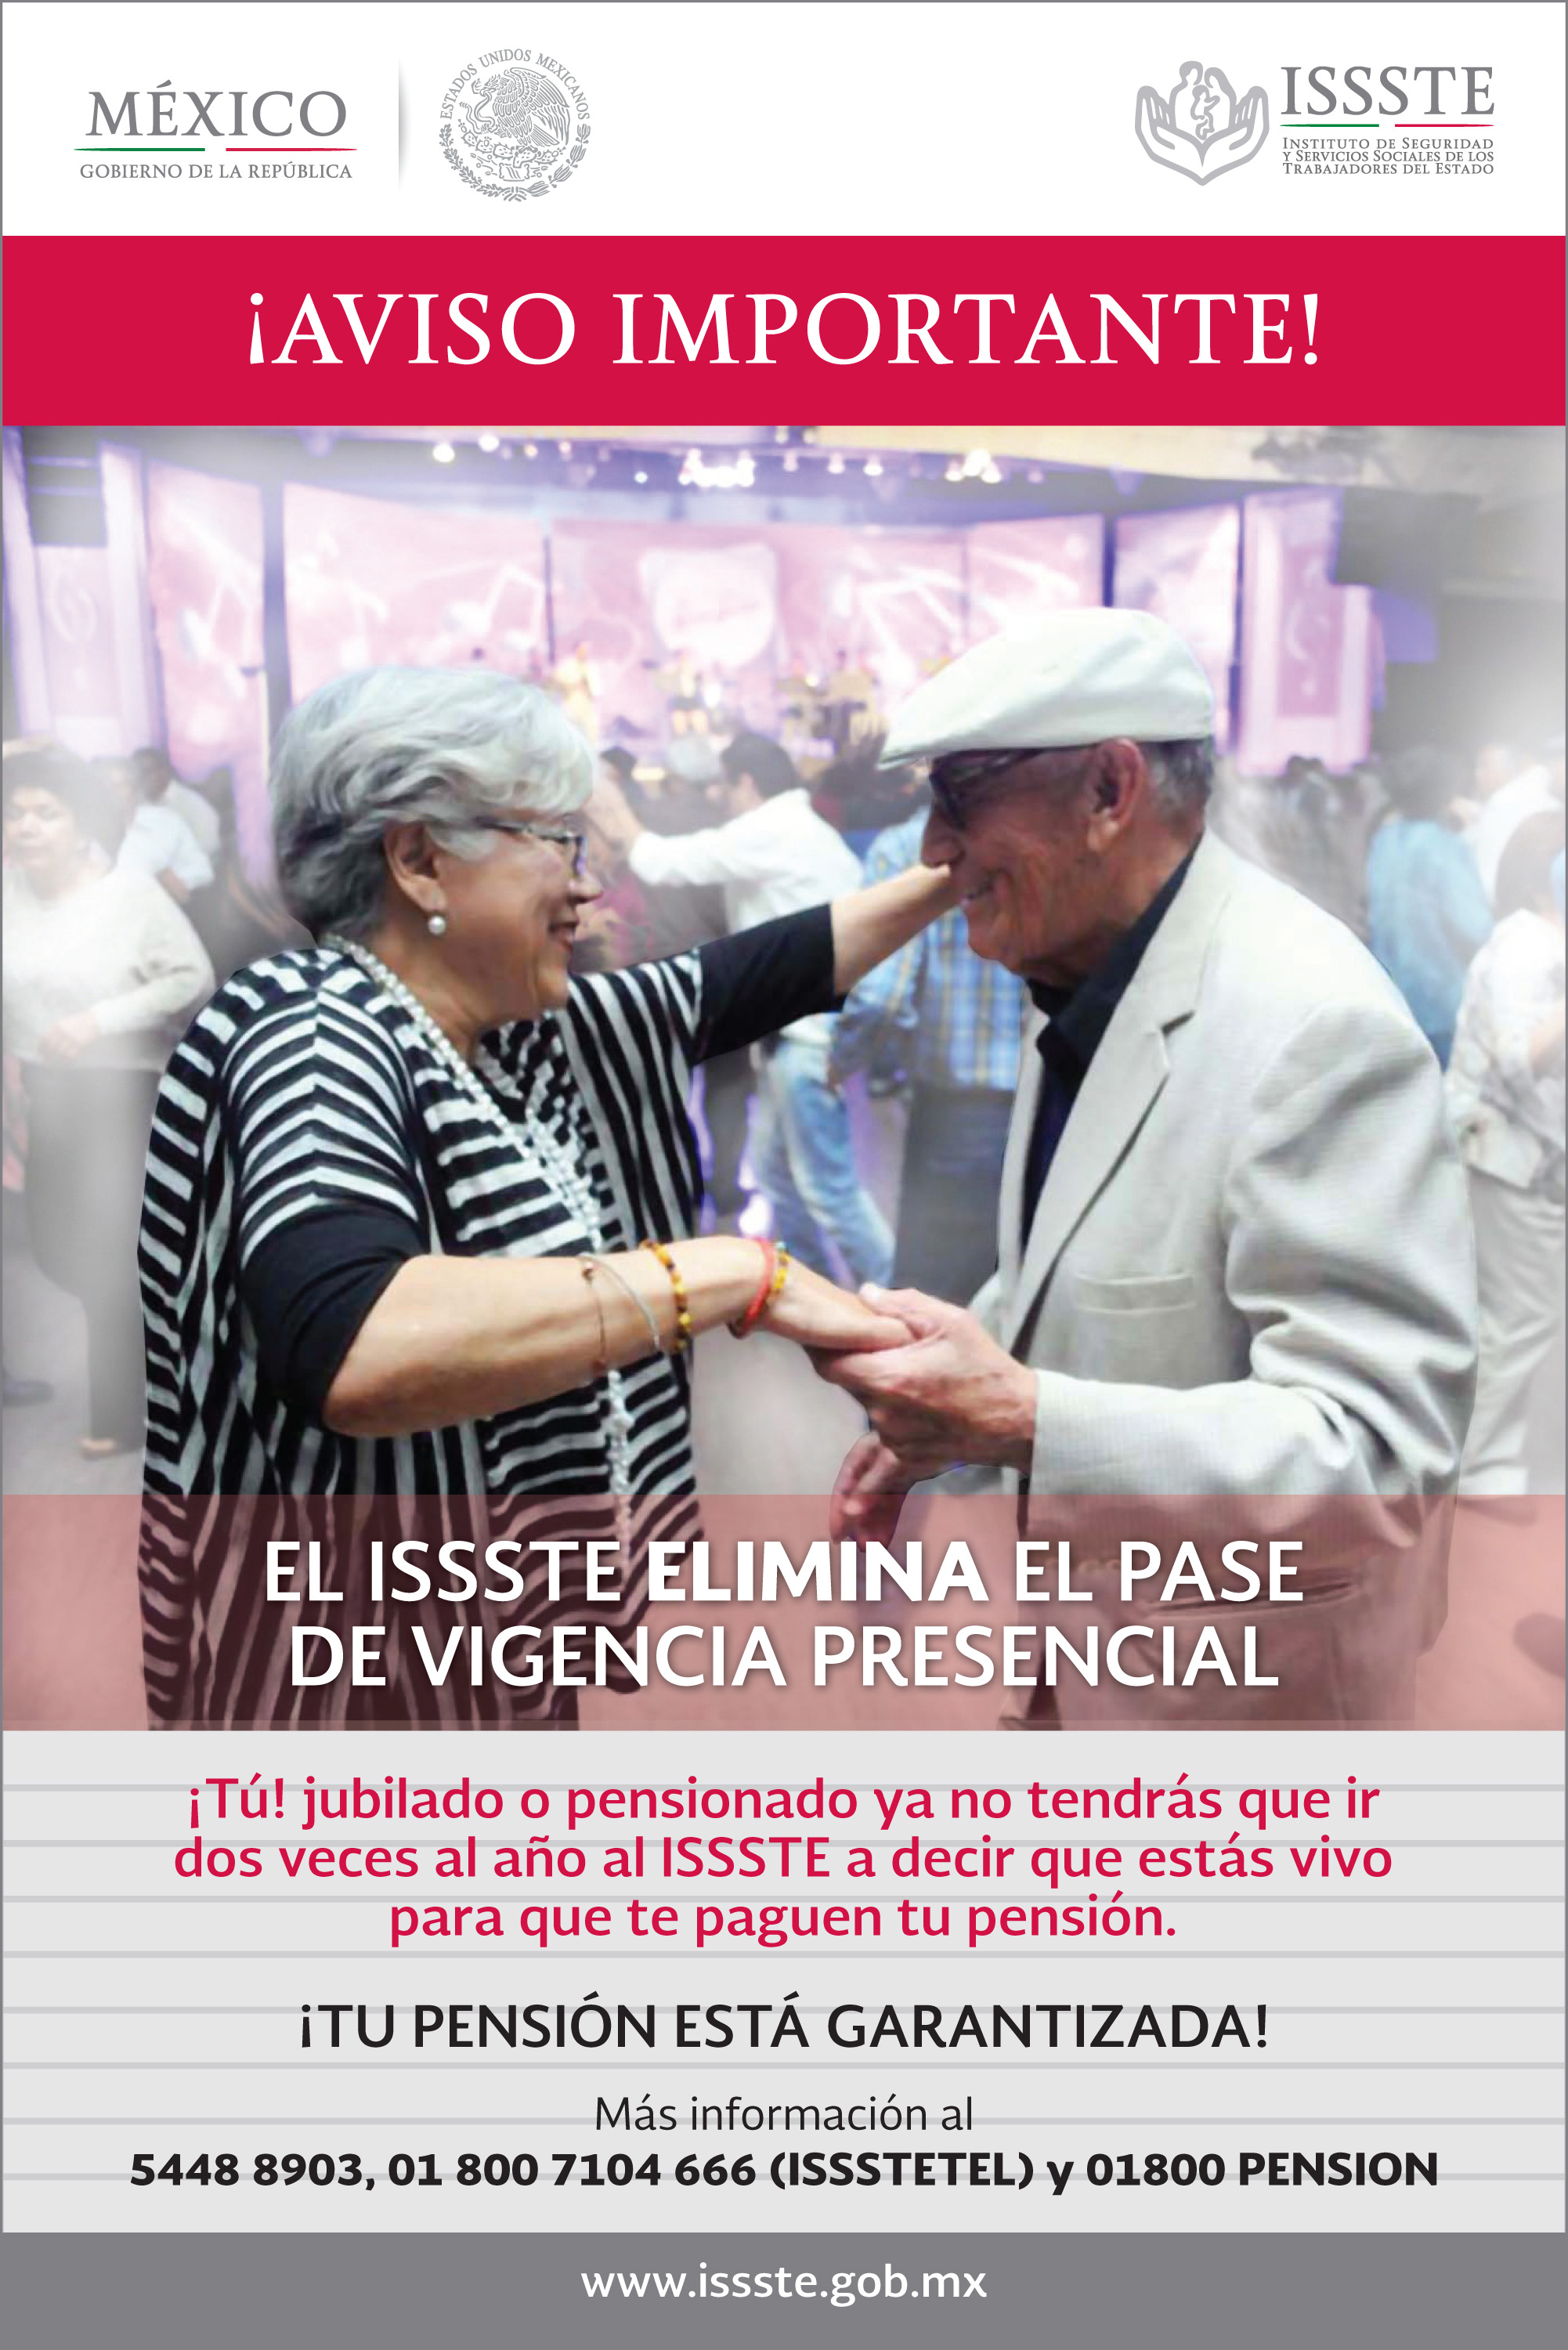 MÉXICO
GOBIERNO DE LA REPÚBLICA
ESTADOS UNIDOS MEXICANOS
ISSSTE
INSTITUTO DE SEGURIDAD
Y SERVICIOS SOCIALES DE LOS
TRABAJADORES DEL ESTADO
¡AVISO IMPORTANTE!
EL ISSSTE ELIMINA EL PASE
DE VIGENCIA PRESENCIAL
¡Tú! jubilado o pensionado ya no tendrás que ir
dos veces al año al ISSSTE a decir que estás vivo
para que te paguen tu pensión.
¡TU PENSIÓN ESTÁ GARANTIZADA!
Más información al
5448 8903, 01 800 7104 666 (ISSSTETEL) y 01800 PENSION
www.issste.gob.mx